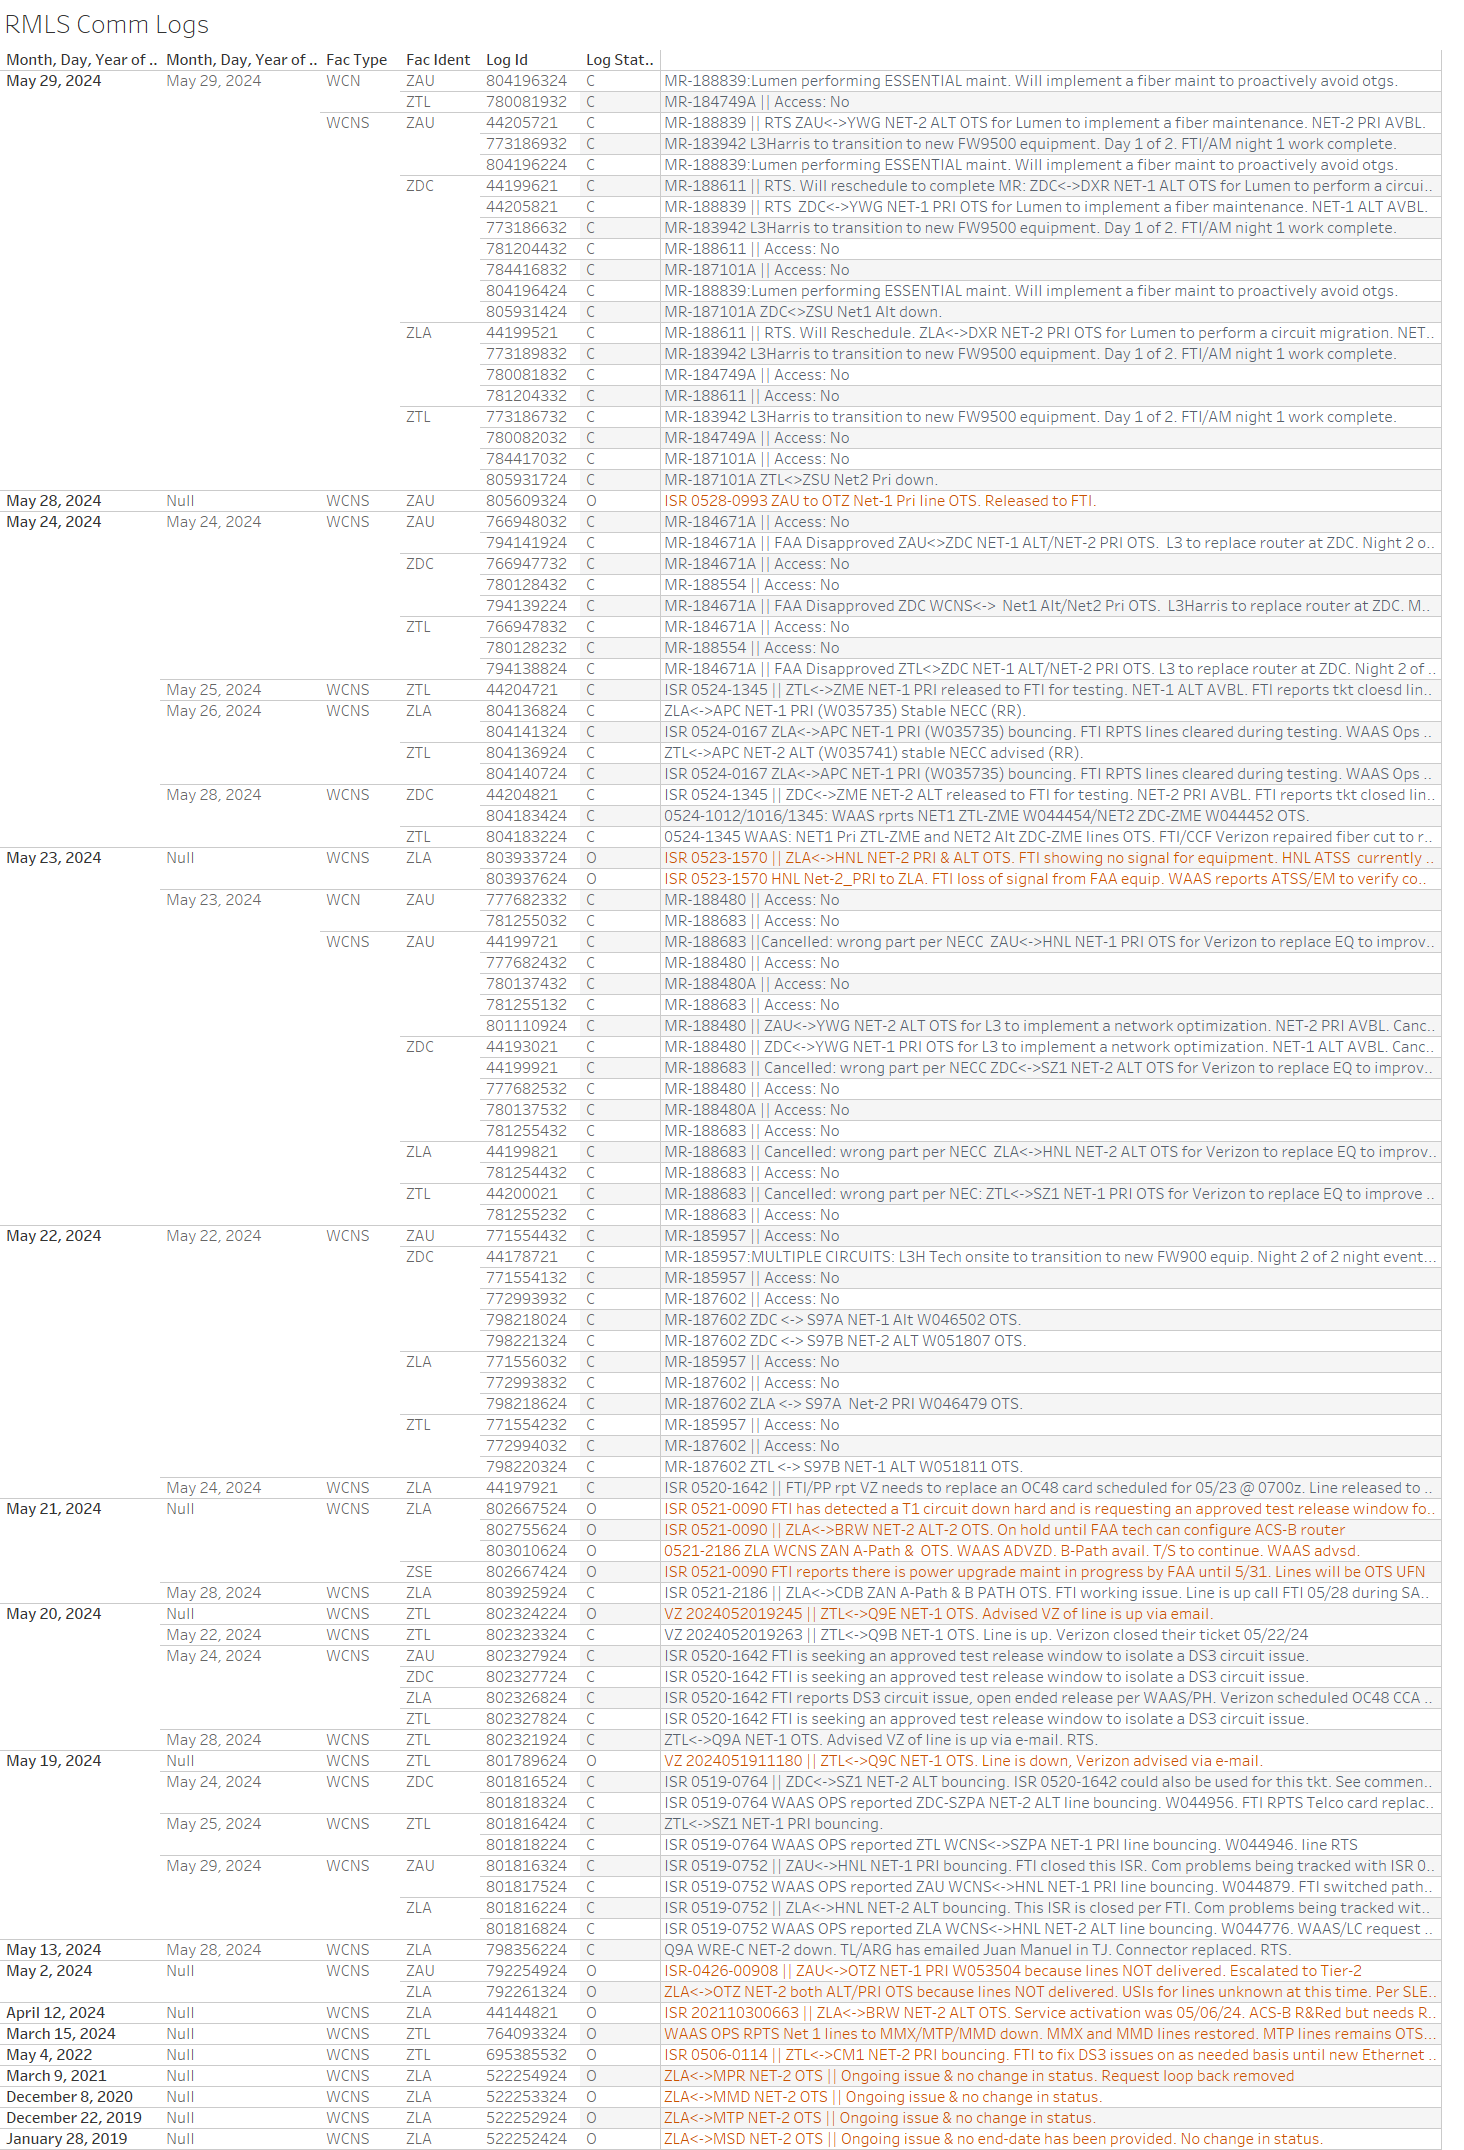 RMLS Comm Logs
Month, Day, Year of .. Month, Day, Year of .. Fac Type Fac Ident Log Id Log Stat..
May 29, 2024 May 29, 2024 WCN ZAU 804196324 C MR-188839:Lumen performing ESSENTIAL maint. Will implement a fiber maint to proactively avoid otgs.
ZTL 780081932 C MR-184749A || Access: No
WCNS ZAU 44205721 C MR-188839 || RTS ZAU<->YWG NET-2 ALT OTS for Lumen to implement a fiber maintenance. NET-2 PRI AVBL.
773186932 C MR-183942 L3Harris to transition to new FW9500 equipment. Day 1 of 2. FTI/AM night 1 work complete.
804196224 C MR-188839:Lumen performing ESSENTIAL maint. Will implement a fiber maint to proactively avoid otgs.
ZDC 44199621 C MR-188611 || RTS. Will reschedule to complete MR: ZDC<->DXR NET-1 ALT OTS for Lumen to perform a circui..
44205821 C MR-188839 || RTS ZDC<->YWG NET-1 PRI OTS for Lumen to implement a fiber maintenance. NET-1 ALT AVBL.
773186632 C MR-183942 L3Harris to transition to new FW9500 equipment. Day 1 of 2. FTI/AM night 1 work complete.
781204432 C MR-188611 || Access: No
784416832 C MR-187101A || Access: No
804196424 C MR-188839:Lumen performing ESSENTIAL maint. Will implement a fiber maint to proactively avoid otgs.
805931424 C MR-187101A ZDC<>ZSU Net1 Alt down.
ZLA 44199521 C MR-188611 || RTS. Will Reschedule. ZLA<->DXR NET-2 PRI OTS for Lumen to perform a circuit migration. NET..
773189832 C MR-183942 L3Harris to transition to new FW9500 equipment. Day 1 of 2. FTI/AM night 1 work complete.
780081832 C MR-184749A || Access: No
781204332 C MR-188611 || Access: No
ZTL 773186732 C MR-183942 L3Harris to transition to new FW9500 equipment. Day 1 of 2. FTI/AM night 1 work complete.
780082032 C MR-184749A || Access: No
784417032 C MR-187101A || Access: No
805931724 C MR-187101A ZTL<>ZSU Net2 Pri down.
May 28, 2024 Null WCNS ZAU 805609324 O ISR 0528-0993 ZAU to OTZ Net-1 Pri line OTS. Released to FTI.
May 24, 2024 May 24, 2024 WCNS ZAU 766948032 C MR-184671A || Access: No
794141924 C MR-184671A || FAA Disapproved ZAU<>ZDC NET-1 ALT/NET-2 PRI OTS. L3 to replace router at ZDC. Night 2 o..
ZDC 766947732 C MR-184671A || Access: No
780128432 C MR-188554 || Access: No
794139224 C MR-184671A || FAA Disapproved ZDC WCNS<-> Net1 Alt/Net2 Pri OTS. L3Harris to replace router at ZDC. M..
ZTL 766947832 C MR-184671A || Access: No
780128232 C MR-188554 || Access: No
794138824 C MR-184671A || FAA Disapproved ZTL<>ZDC NET-1 ALT/NET-2 PRI OTS. L3 to replace router at ZDC. Night 2 of ..
May 25, 2024 WCNS ZTL 44204721 C ISR 0524-1345 || ZTL<->ZME NET-1 PRI released to FTI for testing. NET-1 ALT AVBL. FTI reports tkt cloesd lin..
May 26, 2024 WCNS ZLA 804136824 C ZLA<->APC NET-1 PRI (W035735) Stable NECC (RR).
804141324 C ISR 0524-0167 ZLA<->APC NET-1 PRI (W035735) bouncing. FTI RPTS lines cleared during testing. WAAS Ops ..
ZTL 804136924 C ZTL<->APC NET-2 ALT (W035741) stable NECC advised (RR).
804140724 C ISR 0524-0167 ZLA<->APC NET-1 PRI (W035735) bouncing. FTI RPTS lines cleared during testing. WAAS Ops ..
May 28, 2024 WCNS ZDC 44204821 C ISR 0524-1345 || ZDC<->ZME NET-2 ALT released to FTI for testing. NET-2 PRI AVBL. FTI reports tkt closed lin..
804183424 C 0524-1012/1016/1345: WAAS rprts NET1 ZTL-ZME W044454/NET2 ZDC-ZME W044452 OTS.
ZTL 804183224 C 0524-1345 WAAS: NET1 Pri ZTL-ZME and NET2 Alt ZDC-ZME lines OTS. FTI/CCF Verizon repaired fiber cut to r..
May 23, 2024 Null WCNS ZLA 803933724 O ISR 0523-1570 || ZLA<->HNL NET-2 PRI & ALT OTS. FTI showing no signal for equipment. HNL ATSS currently ..
803937624 O ISR 0523-1570 HNL Net-2_PRI to ZLA. FTI loss of signal from FAA equip. WAAS reports ATSS/EM to verify co..
May 23, 2024 WCN ZAU 777682332 C MR-188480 || Access: No
781255032 C MR-188683 || Access: No
WCNS ZAU 44199721 C MR-188683 ||Cancelled: wrong part per NECC ZAU<->HNL NET-1 PRI OTS for Verizon to replace EQ to improv..
777682432 C MR-188480 || Access: No
780137432 C MR-188480A || Access: No
781255132 C MR-188683 || Access: No
801110924 C MR-188480 || ZAU<->YWG NET-2 ALT OTS for L3 to implement a network optimization. NET-2 PRI AVBL. Canc..
ZDC 44193021 C MR-188480 || ZDC<->YWG NET-1 PRI OTS for L3 to implement a network optimization. NET-1 ALT AVBL. Canc..
44199921 C MR-188683 || Cancelled: wrong part per NECC ZDC<->SZ1 NET-2 ALT OTS for Verizon to replace EQ to improv..
777682532 C MR-188480 || Access: No
780137532 C MR-188480A || Access: No
781255432 C MR-188683 || Access: No
ZLA 44199821 C MR-188683 || Cancelled: wrong part per NECC ZLA<->HNL NET-2 ALT OTS for Verizon to replace EQ to improv..
781254432 C MR-188683 || Access: No
ZTL 44200021 C MR-188683 || Cancelled: wrong part per NEC: ZTL<->SZ1 NET-1 PRI OTS for Verizon to replace EQ to improve ..
781255232 C MR-188683 || Access: No
May 22, 2024 May 22, 2024 WCNS ZAU 771554432 C MR-185957 || Access: No
ZDC 44178721 C MR-185957:MULTIPLE CIRCUITS: L3H Tech onsite to transition to new FW900 equip. Night 2 of 2 night event...
771554132 C MR-185957 || Access: No
772993932 C MR-187602 || Access: No
798218024 C MR-187602 ZDC <-> S97A NET-1 Alt W046502 OTS.
798221324 C MR-187602 ZDC <-> S97B NET-2 ALT W051807 OTS.
ZLA 771556032 C MR-185957 || Access: No
772993832 C MR-187602 || Access: No
798218624 C MR-187602 ZLA <-> S97A Net-2 PRI W046479 OTS.
ZTL 771554232 C MR-185957 || Access: No
772994032 C MR-187602 || Access: No
798220324 C MR-187602 ZTL <-> S97B NET-1 ALT W051811 OTS.
May 24, 2024 WCNS ZLA 44197921 C ISR 0520-1642 || FTI/PP rpt VZ needs to replace an OC48 card scheduled for 05/23 @ 0700z. Line released to ..
May 21, 2024 Null WCNS ZLA 802667524 O ISR 0521-0090 FTI has detected a T1 circuit down hard and is requesting an approved test release window fo..
802755624 O ISR 0521-0090 || ZLA<->BRW NET-2 ALT-2 OTS. On hold until FAA tech can configure ACS-B router
803010624 O 0521-2186 ZLA WCNS ZAN A-Path & OTS. WAAS ADVZD. B-Path avail. T/S to continue. WAAS advsd.
ZSE 802667424 O ISR 0521-0090 FTI reports there is power upgrade maint in progress by FAA until 5/31. Lines will be OTS UFN
May 28, 2024 WCNS ZLA 803925924 C ISR 0521-2186 || ZLA<->CDB ZAN A-Path & B PATH OTS. FTI working issue. Line is up call FTI 05/28 during SA..
May 20, 2024 Null WCNS ZTL 802324224 O VZ 2024052019245 || ZTL<->Q9E NET-1 OTS. Advised VZ of line is up via email.
May 22, 2024 WCNS ZTL 802323324 C VZ 2024052019263 || ZTL<->Q9B NET-1 OTS. Line is up. Verizon closed their ticket 05/22/24
May 24, 2024 WCNS ZAU 802327924 C ISR 0520-1642 FTI is seeking an approved test release window to isolate a DS3 circuit issue.
ZDC 802327724 C ISR 0520-1642 FTI is seeking an approved test release window to isolate a DS3 circuit issue.
ZLA 802326824 C ISR 0520-1642 FTI reports DS3 circuit issue, open ended release per WAAS/PH. Verizon scheduled OC48 CCA ..
ZTL 802327824 C ISR 0520-1642 FTI is seeking an approved test release window to isolate a DS3 circuit issue.
May 28, 2024 WCNS ZTL 802321924 C ZTL<->Q9A NET-1 OTS. Advised VZ of line is up via e-mail. RTS.
May 19, 2024 Null WCNS ZTL 801789624 O VZ 2024051911180 || ZTL<->Q9C NET-1 OTS. Line is down, Verizon advised via e-mail.
May 24, 2024 WCNS ZDC 801816524 C ISR 0519-0764 || ZDC<->SZ1 NET-2 ALT bouncing. ISR 0520-1642 could also be used for this tkt. See commen..
801818324 C ISR 0519-0764 WAAS OPS reported ZDC-SZPA NET-2 ALT line bouncing. W044956. FTI RPTS Telco card replac..
May 25, 2024 WCNS ZTL 801816424 C ZTL<->SZ1 NET-1 PRI bouncing.
801818224 C ISR 0519-0764 WAAS OPS reported ZTL WCNS<->SZPA NET-1 PRI line bouncing. W044946. line RTS
May 29, 2024 WCNS ZAU 801816324 C ISR 0519-0752 || ZAU<->HNL NET-1 PRI bouncing. FTI closed this ISR. Com problems being tracked with ISR 0..
801817524 C ISR 0519-0752 WAAS OPS reported ZAU WCNS<->HNL NET-1 PRI line bouncing. W044879. FTI switched path..
ZLA 801816224 C ISR 0519-0752 || ZLA<->HNL NET-2 ALT bouncing. This ISR is closed per FTI. Com problems being tracked wit..
801816824 C ISR 0519-0752 WAAS OPS reported ZLA WCNS<->HNL NET-2 ALT line bouncing. W044776. WAAS/LC request ..
May 13, 2024 May 28, 2024 WCNS ZLA 798356224 C Q9A WRE-C NET-2 down. TL/ARG has emailed Juan Manuel in TJ. Connector replaced. RTS.
May 2, 2024 Null WCNS ZAU 792254924 O ISR-0426-00908 || ZAU<->OTZ NET-1 PRI W053504 because lines NOT delivered. Escalated to Tier-2
ZLA 792261324 O ZLA<->OTZ NET-2 both ALT/PRI OTS because lines NOT delivered. USIs for lines unknown at this time. Per SLE..
April 12, 2024 Null WCNS ZLA 44144821 O ISR 202110300663 || ZLA<->BRW NET-2 ALT OTS. Service activation was 05/06/24. ACS-B R&Red but needs R..
March 15, 2024 Null WCNS ZTL 764093324 O WAAS OPS RPTS Net 1 lines to MMX/MTP/MMD down. MMX and MMD lines restored. MTP lines remains OTS...
May 4, 2022 Null WCNS ZTL 695385532 O ISR 0506-0114 || ZTL<->CM1 NET-2 PRI bouncing. FTI to fix DS3 issues on as needed basis until new Ethernet ..
March 9, 2021 Null WCNS ZLA 522254924 O ZLA<->MPR NET-2 OTS || Ongoing issue & no change in status. Request loop back removed
December 8, 2020 Null WCNS ZLA 522253324 O ZLA<->MMD NET-2 OTS || Ongoing issue & no change in status.
December 22, 2019 Null WCNS ZLA 522252924 O ZLA<->MTP NET-2 OTS || Ongoing issue & no change in status.
January 28, 2019 Null WCNS ZLA 522252424 O ZLA<->MSD NET-2 OTS || Ongoing issue & no end-date has been provided. No change in status.